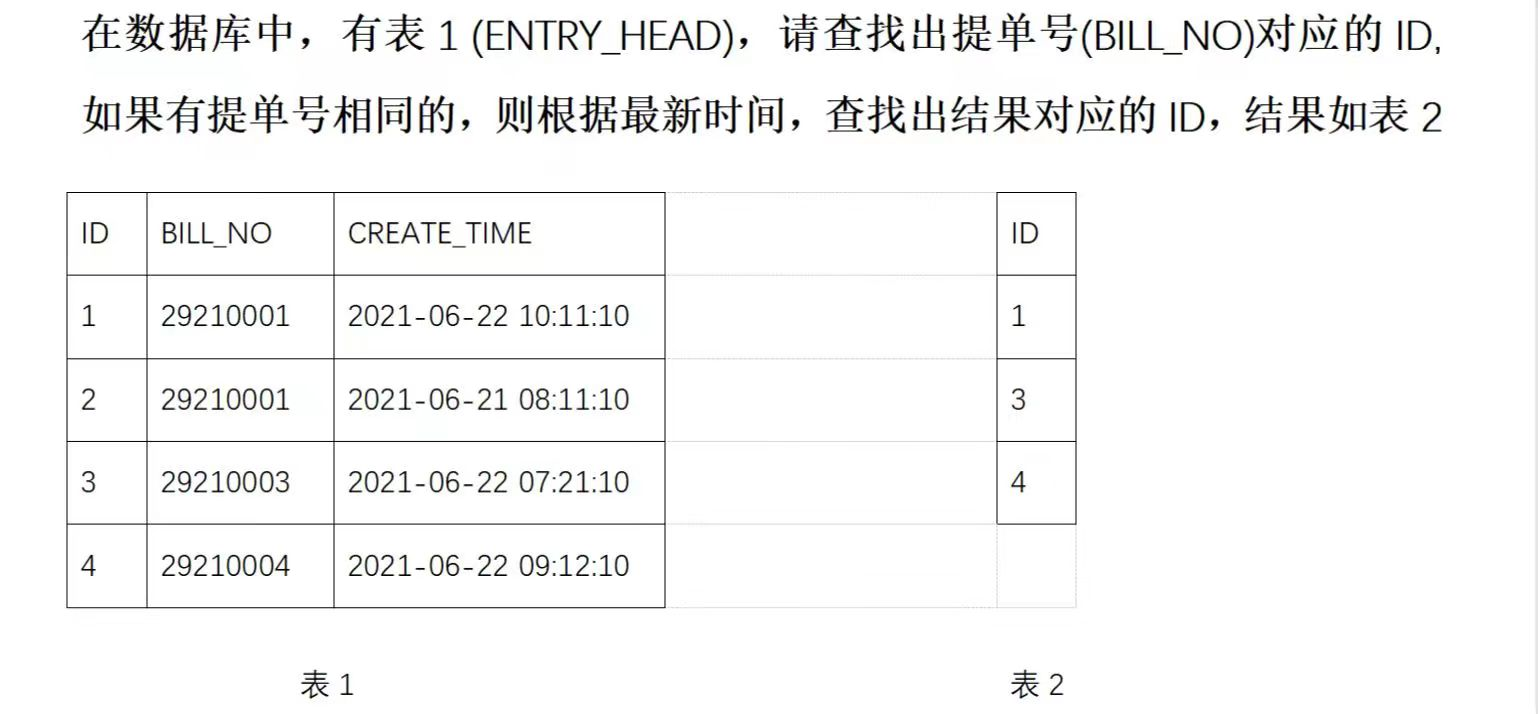 在数据库中，有表 1 (ENTRY_HEAD)，请查找出提单号(BILL_NO)对应的 ID,
如果有提单号相同的，则根据最新时间，查找出结果对应的 ID，结果如表 2
ID BILL_NO CREATE_TIME ID
1 29210001 2021-06-22 10:11:10 1
2 29210001 2021-06-21 08:11:10 3
3 29210003 2021-06-22 07:21:10 4
4 29210004 2021-06-22 09:12:10
表 1 表 2